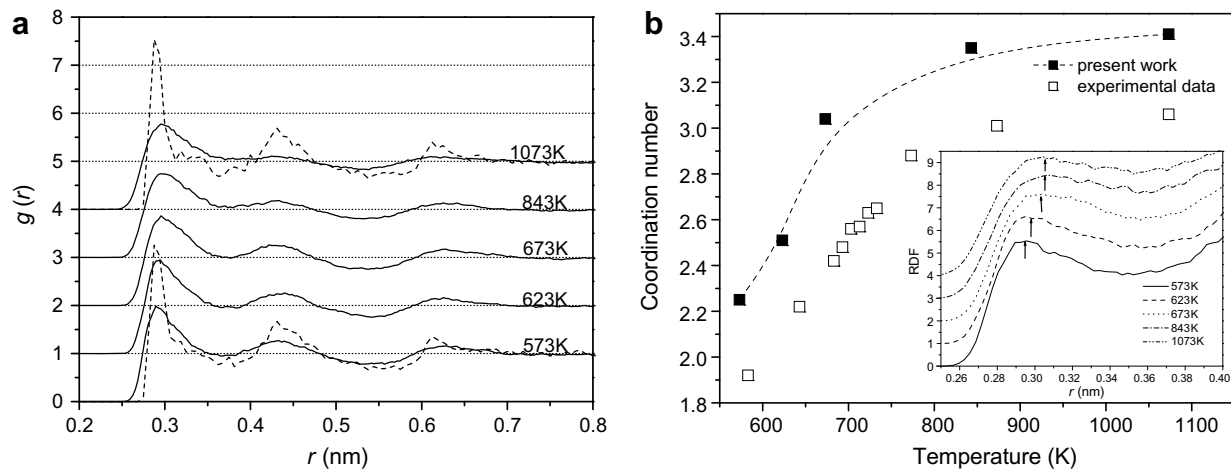 a
8
7
6
5
4
3
2
1
0
g (r)
1073K
843K
673K
623K
573K
0.2 0.3 0.4 0.5 0.6 0.7 0.8
r (nm)
b
3.4
3.2
3.0
2.8
2.6
2.4
2.2
2.0
1.8
Coordination number
present work
experimental data
600 700 800 900 1000 1100
Temperature (K)
9
8
7
6
5
4
3
2
1
0
RDF
573K
623K
673K
843K
1073K
0.26 0.28 0.30 0.32 0.34 0.36 0.38 0.40
r (nm)